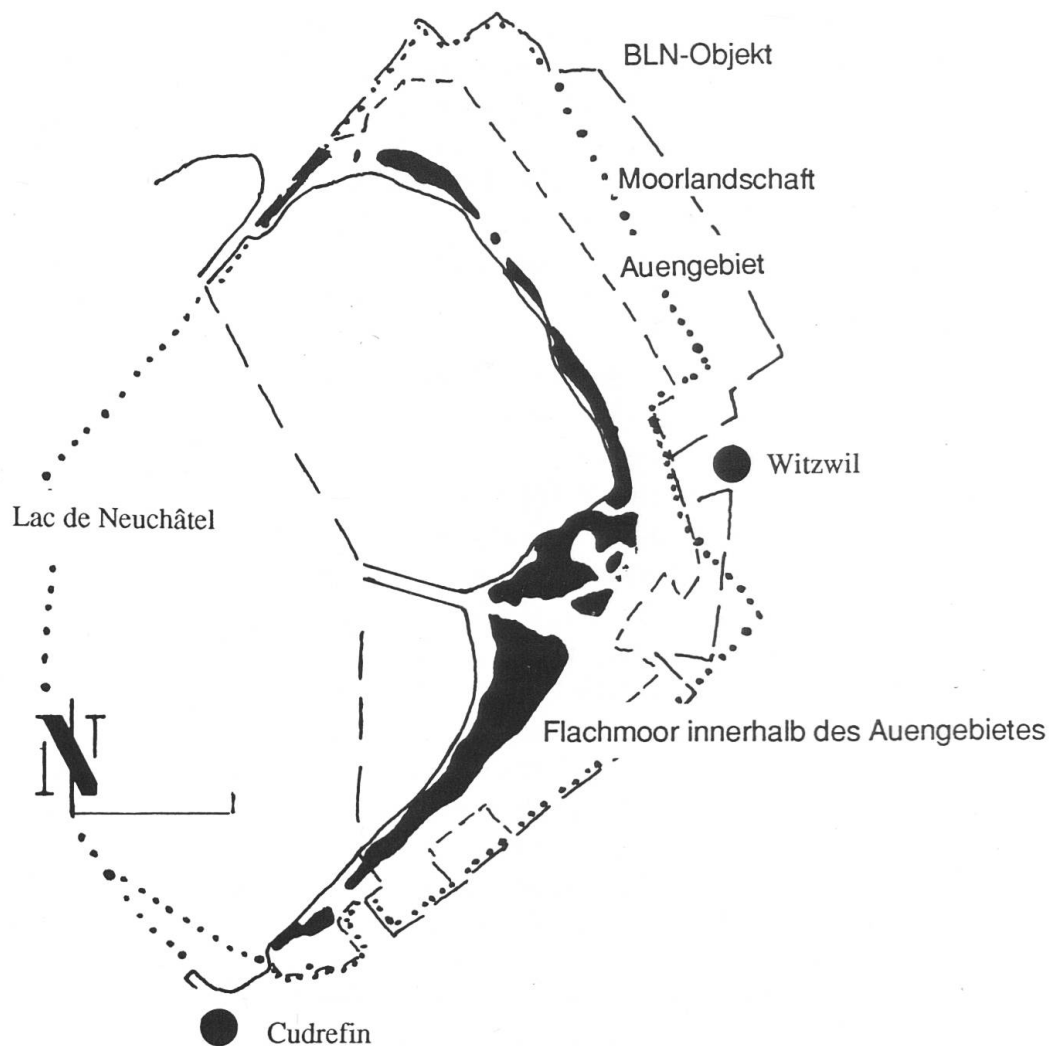 BLN-Objekt
Moorlandschaft
Auengebiet
Witzwil
Lac de Neuchâtel
N
Flachmoor innerhalb des Auengebietes
Cudrefin